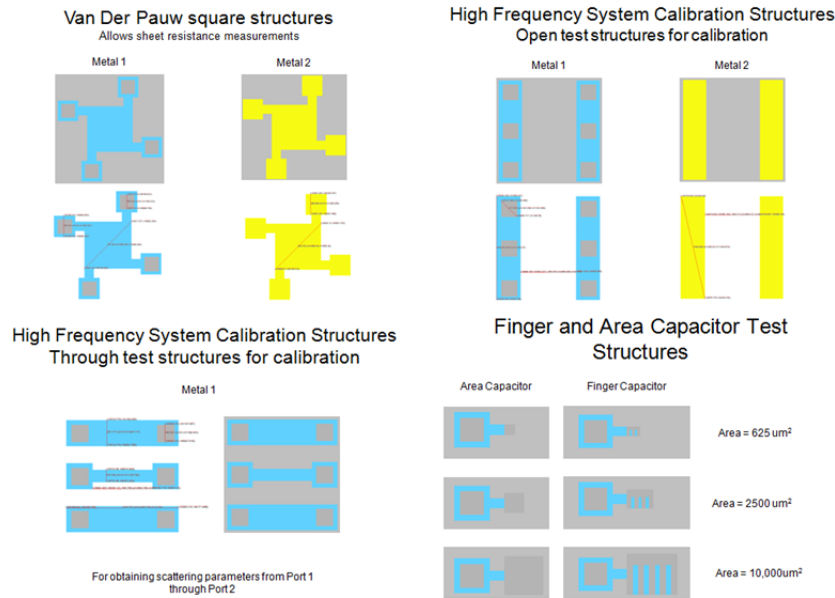 Van Der Pauw square structures
Allows sheet resistance measurements
Metal 1
Metal 2
High Frequency System Calibration Structures
Open test structures for calibration
Metal 1
Metal 2
High Frequency System Calibration Structures
Through test structures for calibration
Metal 1
For obtaining scattering parameters from Port 1
through Port 2
Finger and Area Capacitor Test
Structures
Area Capacitor
Finger Capacitor
Area = 625 um²
Area = 2500 um²
Area = 10,000um²